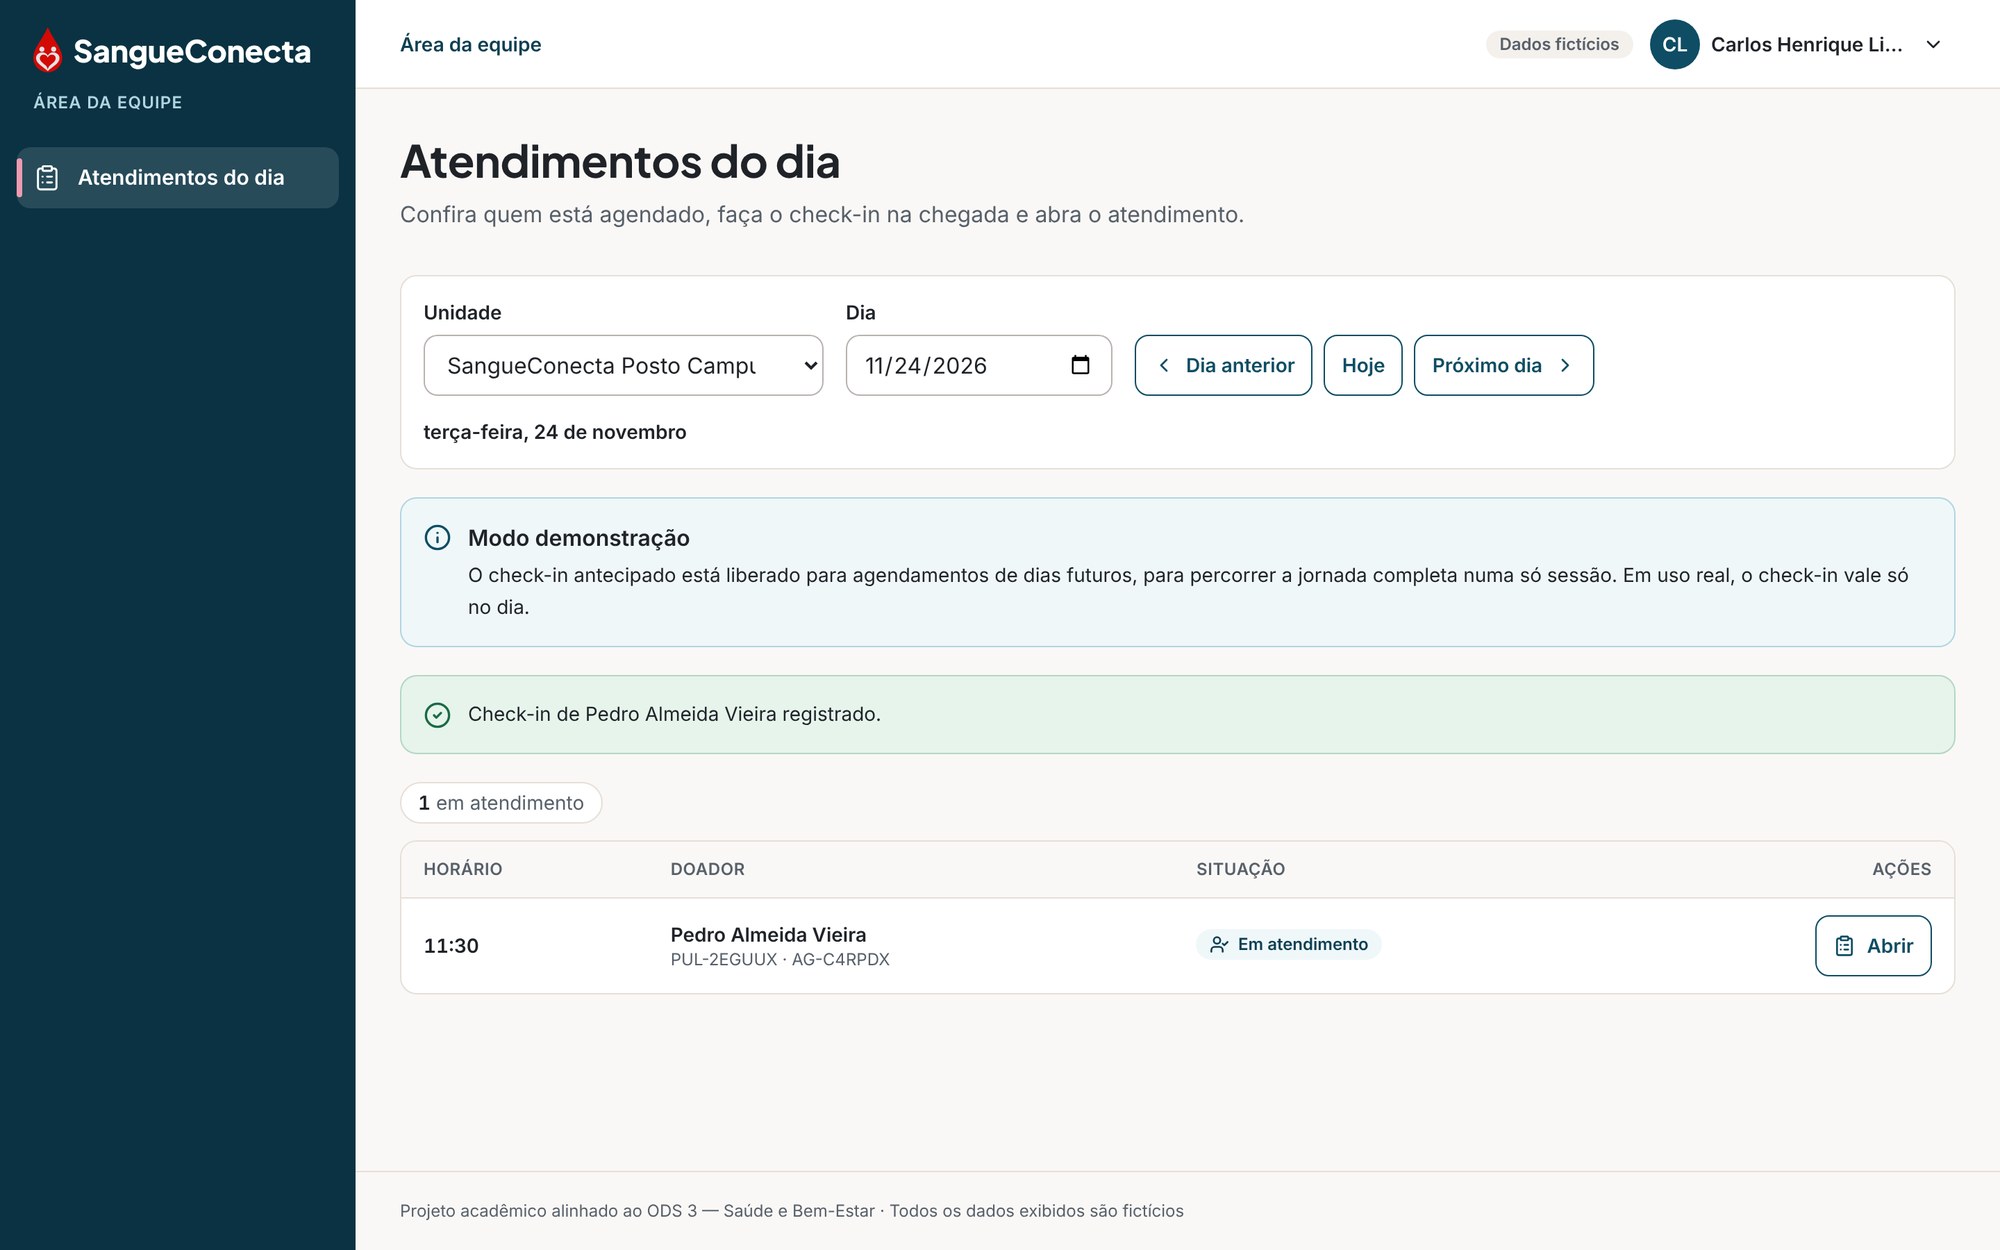 SangueConecta
ÁREA DA EQUIPE
Atendimentos do dia
Área da equipe
Dados fictícios
CL
Carlos Henrique Li...
Atendimentos do dia
Confira quem está agendado, faça o check-in na chegada e abra o atendimento.
Unidade
Dia
SangueConecta Posto Campu
11/24/2026
Dia anterior
Hoje
Próximo dia
terça-feira, 24 de novembro
Modo demonstração
O check-in antecipado está liberado para agendamentos de dias futuros, para percorrer a jornada completa numa só sessão. Em uso real, o check-in vale só
no dia.
Check-in de Pedro Almeida Vieira registrado.
1 em atendimento
HORÁRIO DOADOR SITUAÇÃO AÇÕES
11:30
Pedro Almeida Vieira
PUL-2EGUUX · AG-C4RPDX
Em atendimento
Abrir
Projeto acadêmico alinhado ao ODS 3 — Saúde e Bem-Estar · Todos os dados exibidos são fictícios